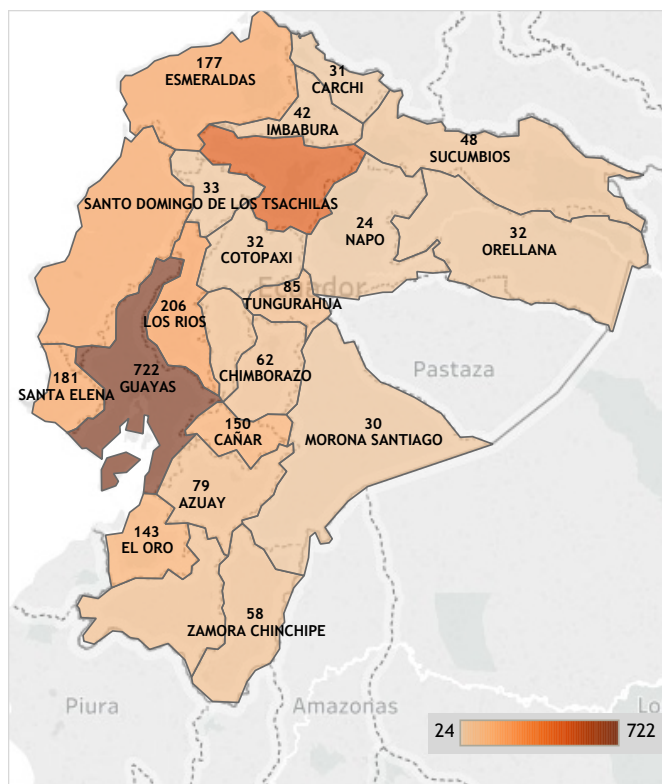 177
ESMERALDAS
31
CARCHI
42
IMBABURA
48
SUCUMBIOS
33
SANTO DOMINGO DE LOS TSACHILAS
24
NAPO
32
ORELLANA
32
COTOPAXI
Ecuador
85
TUNGURAHUA
206
LOS RIOS
Pastaza
62
CHIMBORAZO
722
GUAYAS
181
SANTA ELENA
150
CAÑAR
30
MORONA SANTIAGO
79
AZUAY
143
EL ORO
58
ZAMORA CHINCHIPE
Piura
Amazonas
Lo
24
722